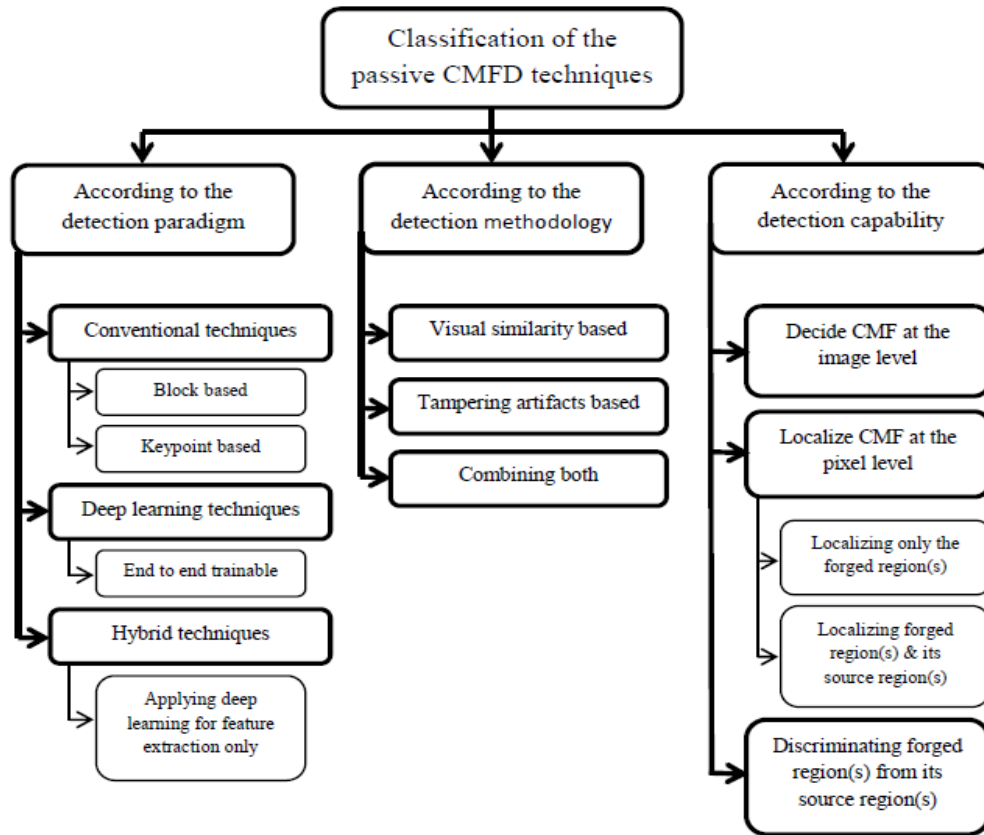 Classification of the
passive CMFD techniques
According to the
detection paradigm
Conventional techniques
Block based
Keypoint based
Deep learning techniques
End to end trainable
Hybrid techniques
Applying deep
learning for feature
extraction only
According to the
detection methodology
Visual similarity based
Tampering artifacts based
Combining both
According to the
detection capability
Decide CMF at the
image level
Localize CMF at the
pixel level
Localizing only the
forged region(s)
Localizing forged
region(s) & its
source region(s)
Discriminating forged
region(s) from its
source region(s)